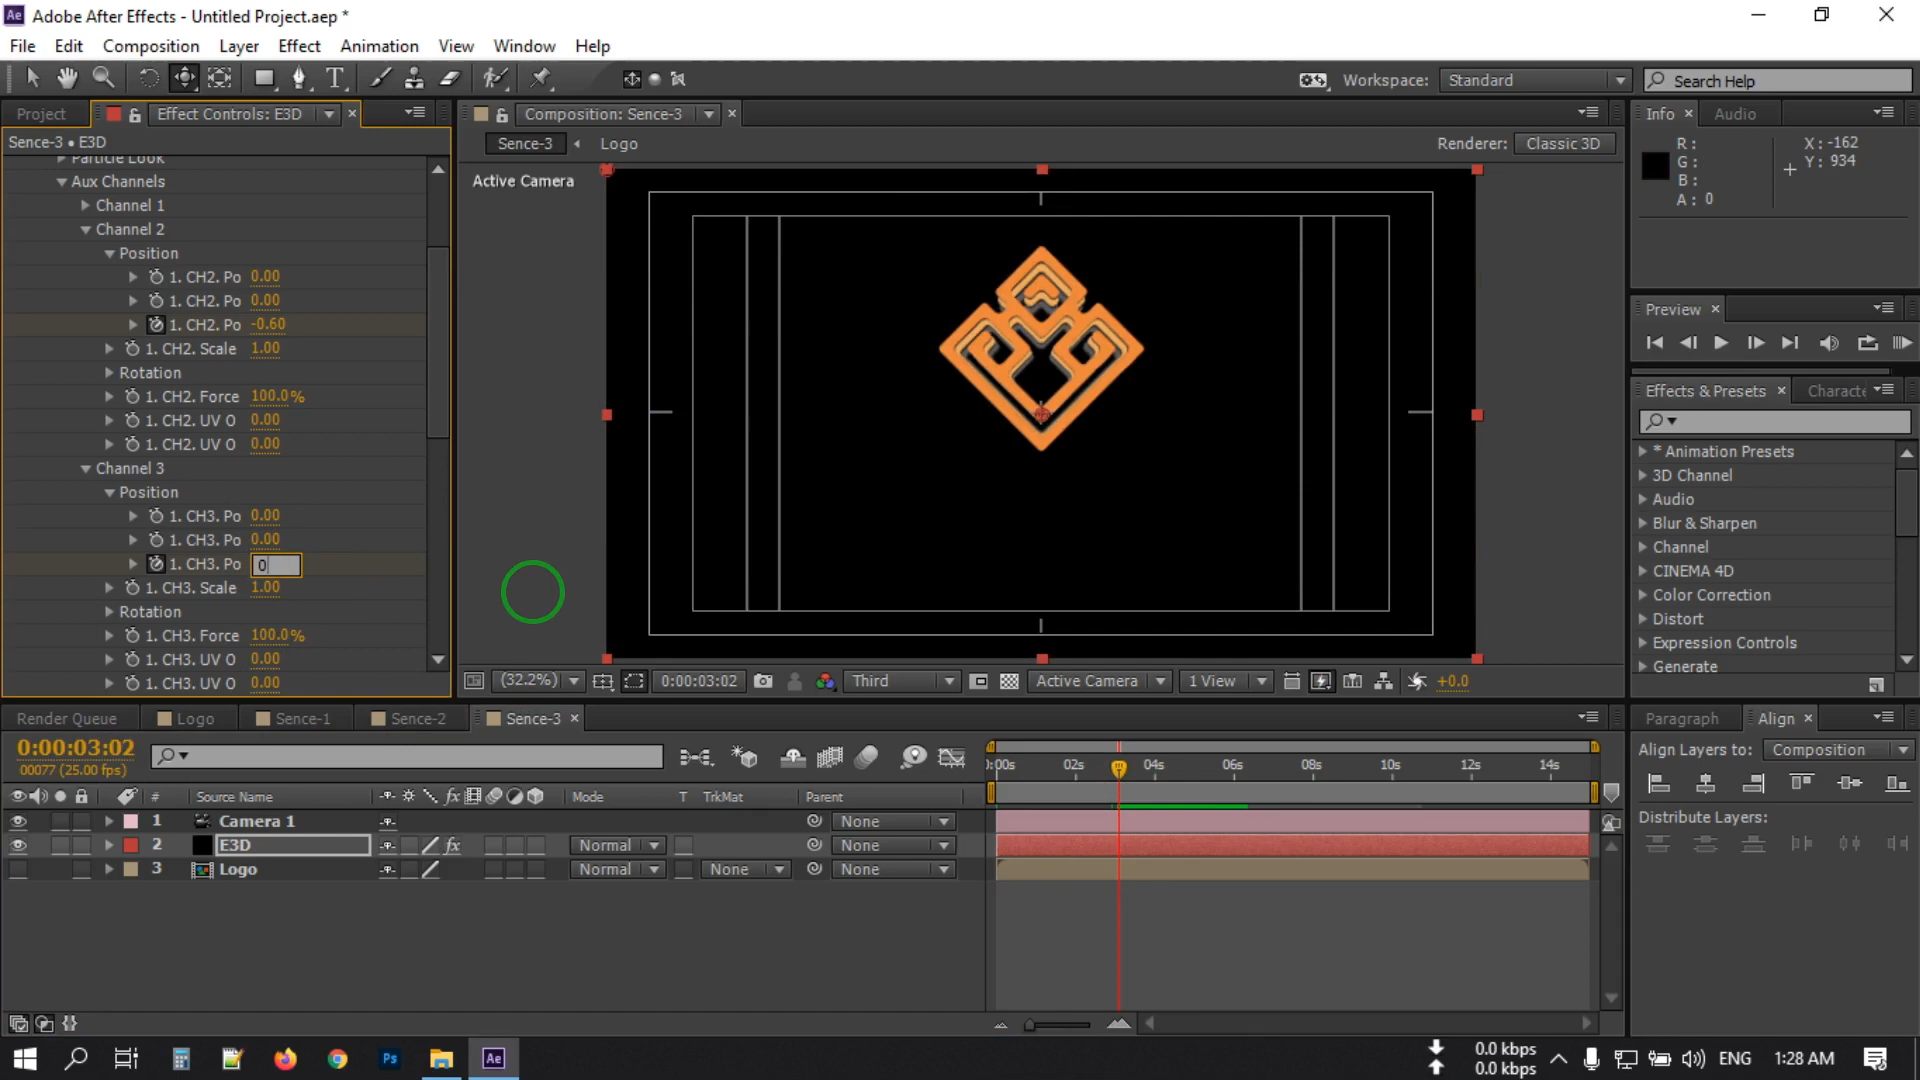 Adobe After Effects - Untitled Project.aep *
File Edit Composition Layer Effect Animation View Window Help
Workspace: Standard Search Help
Project Effect Controls: E3D
Composition: Sence-3
Info Audio
Sence-3 • E3D
Sence-3 Logo
Renderer: Classic 3D
R :
G :
B :
A : 0
X : -162
Y : 934
Active Camera
Particle Look
Aux Channels
Channel 1
Channel 2
Position
1. CH2. Po 0.00
1. CH2. Po 0.00
1. CH2. Po -0.60
1. CH2. Scale 1.00
Rotation
1. CH2. Force 100.0%
1. CH2. UV O 0.00
1. CH2. UV O 0.00
Channel 3
Position
1. CH3. Po 0.00
1. CH3. Po 0.00
1. CH3. Po 0
1. CH3. Scale 1.00
Rotation
1. CH3. Force 100.0%
1. CH3. UV O 0.00
1. CH3. UV O 0.00
Preview
Effects & Presets Characte
* Animation Presets
3D Channel
Audio
Blur & Sharpen
Channel
CINEMA 4D
Color Correction
Distort
Expression Controls
Generate
(32.2%) 0:00:03:02 Third Active Camera 1 View +0.0
Render Queue Logo Sence-1 Sence-2 Sence-3
Paragraph Align
0:00:03:02
00077 (25.00 fps)
:00s 02s 04s 06s 08s 10s 12s 14s
Align Layers to: Composition
Distribute Layers:
# Source Name fx Mode T TrkMat Parent
1 Camera 1 None
2 E3D fx Normal None
3 Logo Normal None None
Ps Ae
0.0 kbps
0.0 kbps
ENG 1:28 AM